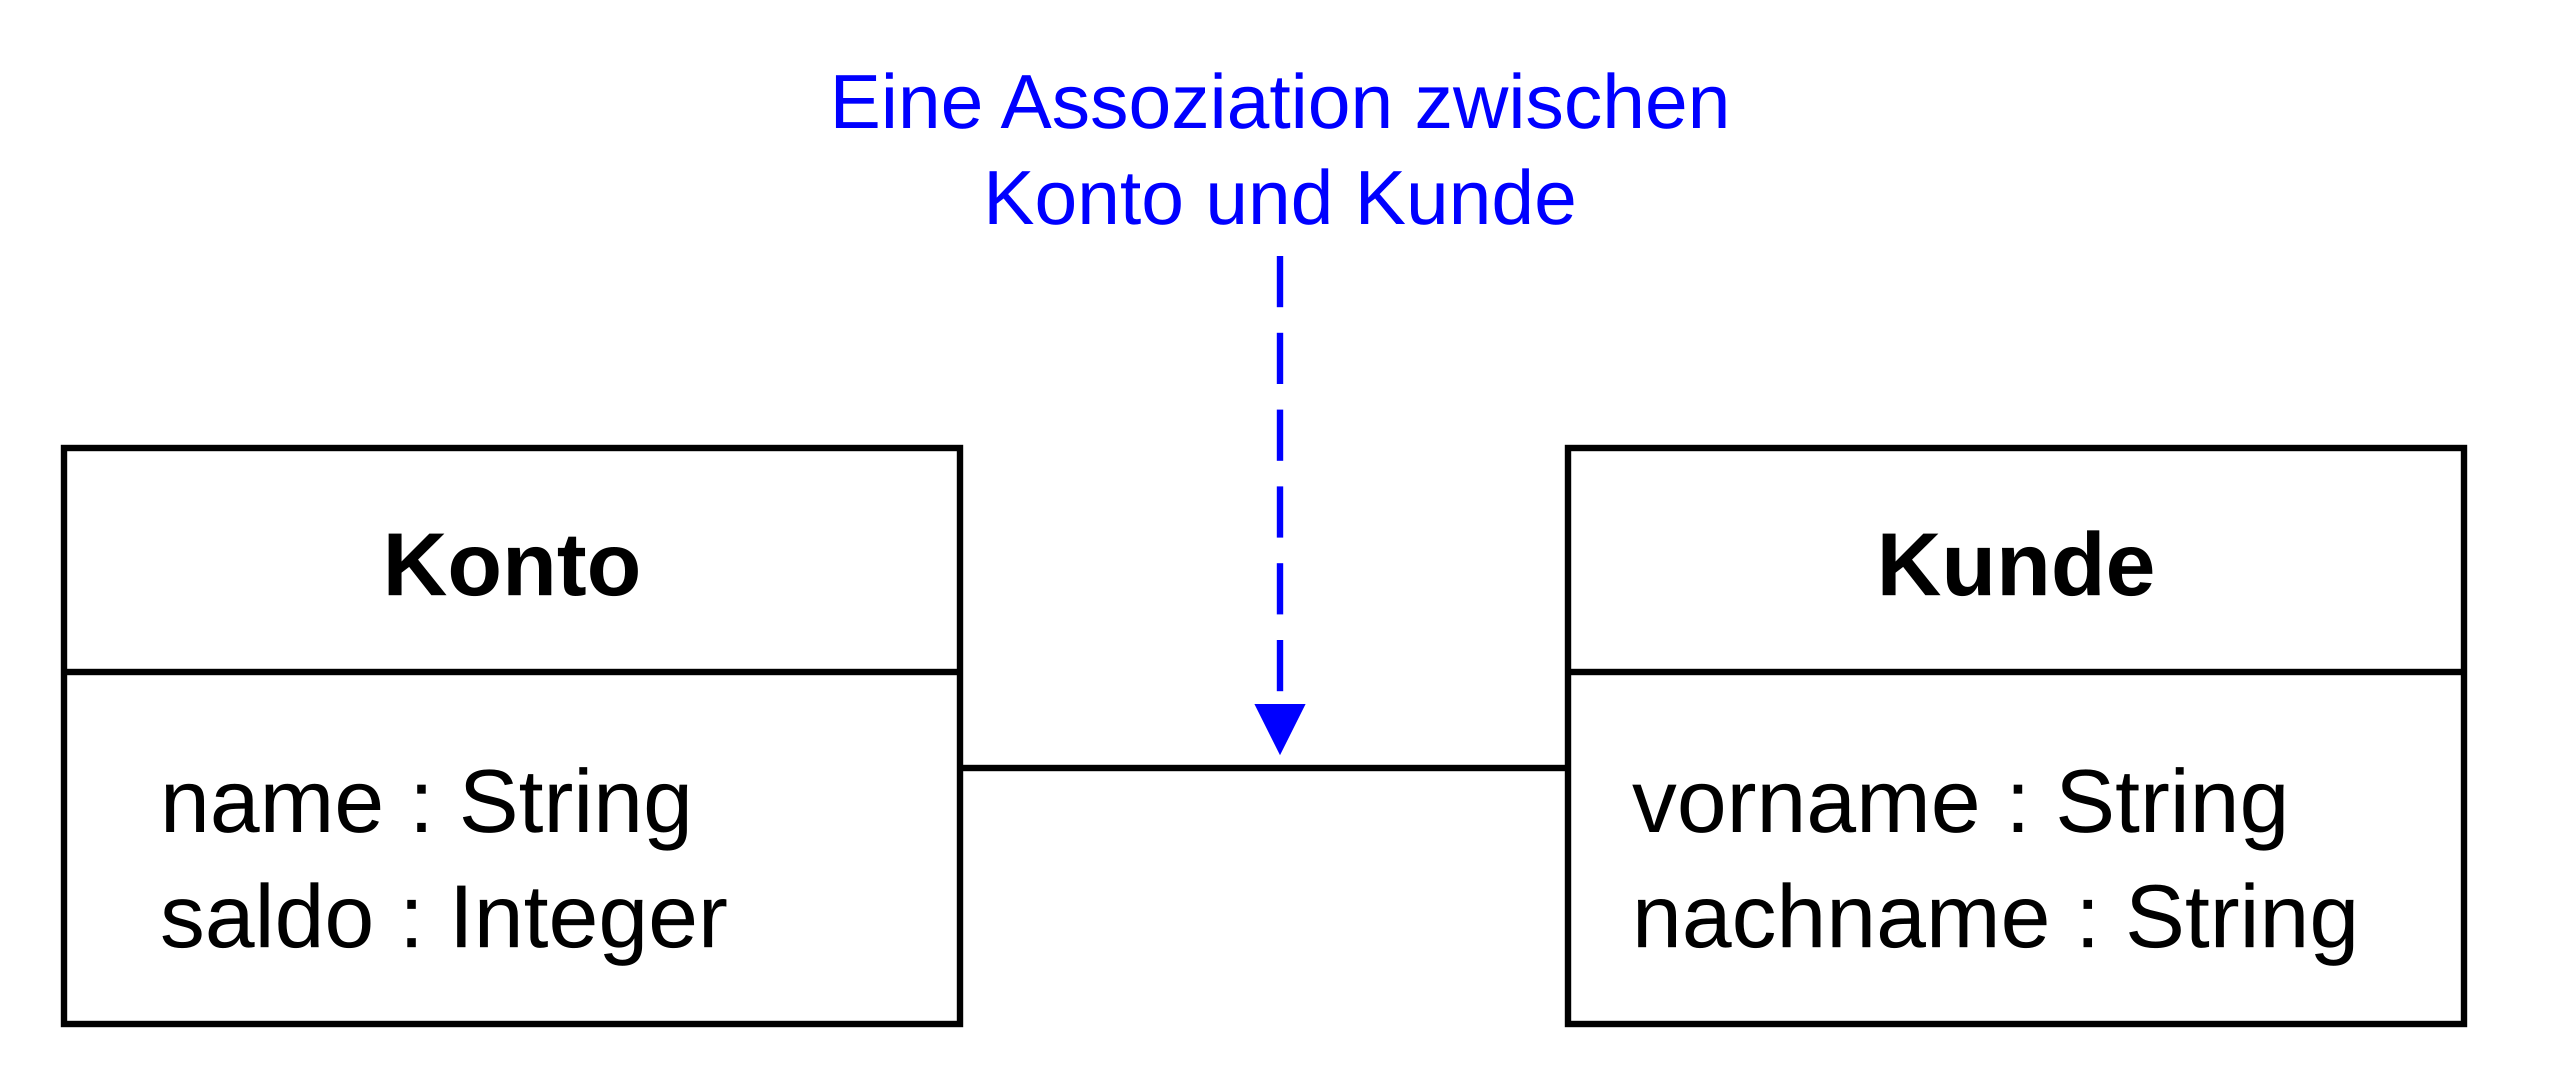 Eine Assoziation zwischen
Konto und Kunde
Konto
name : String
saldo : Integer
Kunde
vorname : String
nachname : String